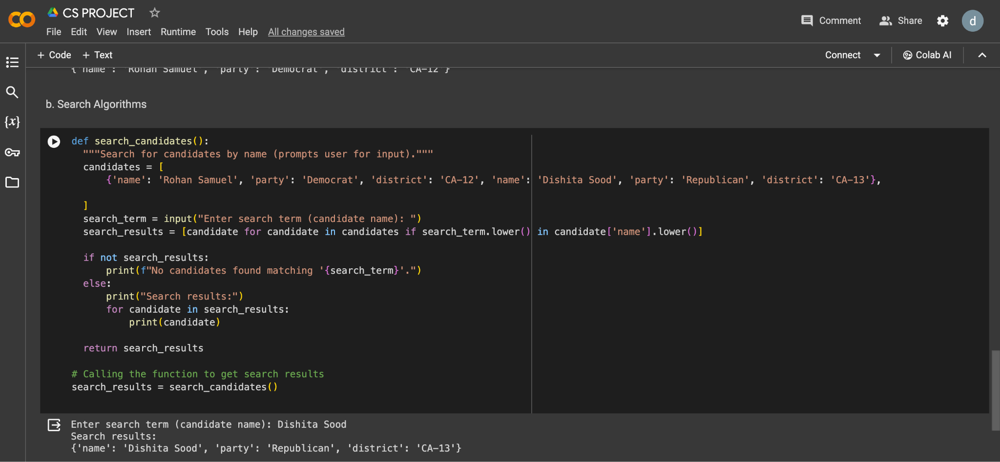 CS PROJECT
File Edit View Insert Runtime Tools Help All changes saved
Comment Share d
+ Code + Text
Connect Colab AI
{x}
{'name': 'Rohan Samuel', 'party': 'Democrat', 'district': 'CA-12'}
b. Search Algorithms
def search_candidates():
  """Search for candidates by name (prompts user for input)."""
  candidates = [
      {'name': 'Rohan Samuel', 'party': 'Democrat', 'district': 'CA-12', 'name': 'Dishita Sood', 'party': 'Republican', 'district': 'CA-13'},
  ]
  search_term = input("Enter search term (candidate name): ")
  search_results = [candidate for candidate in candidates if search_term.lower() in candidate['name'].lower()]
  if not search_results:
      print(f"No candidates found matching '{search_term}'.")
  else:
      print("Search results:")
      for candidate in search_results:
          print(candidate)
  return search_results
# Calling the function to get search results
search_results = search_candidates()
Enter search term (candidate name): Dishita Sood
Search results:
{'name': 'Dishita Sood', 'party': 'Republican', 'district': 'CA-13'}